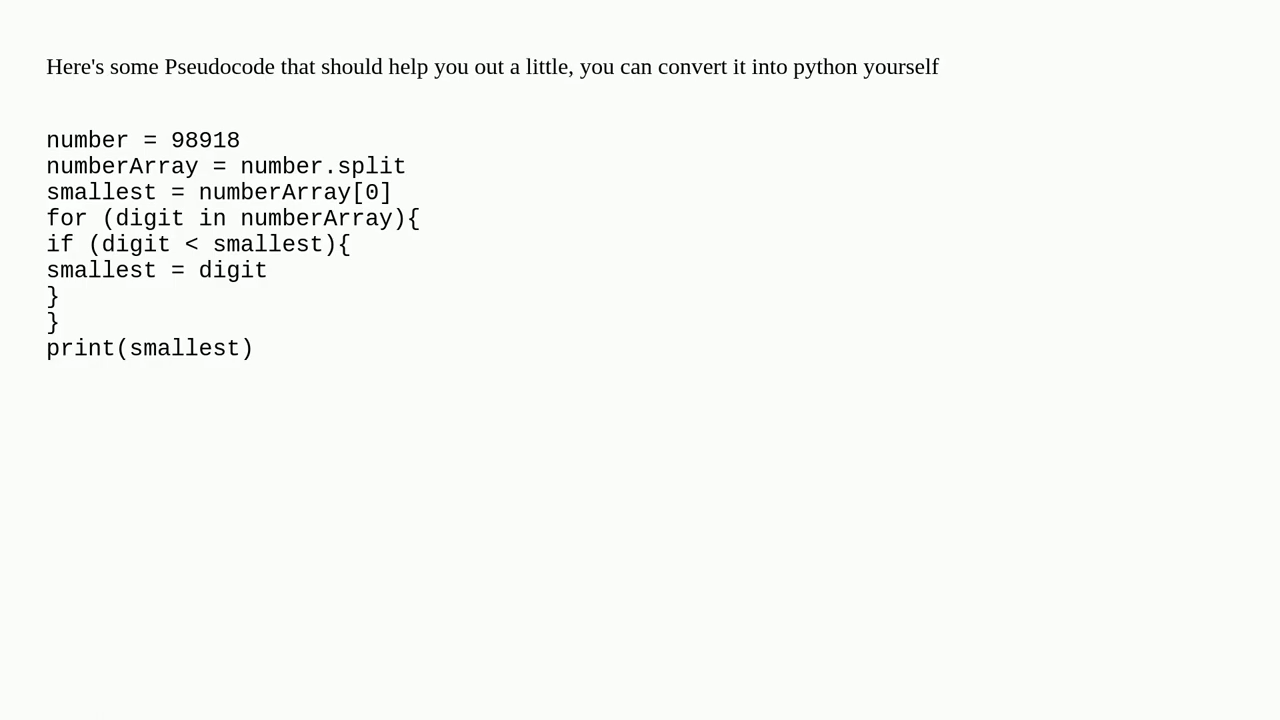 Here's some Pseudocode that should help you out a little, you can convert it into python yourself
number = 98918
numberArray = number.split
smallest = numberArray[0]
for (digit in numberArray){
if (digit < smallest){
smallest = digit
}
}
print(smallest)